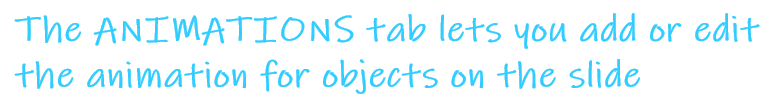 The ANIMATIONS tab lets you add or edit
the animation for objects on the slide